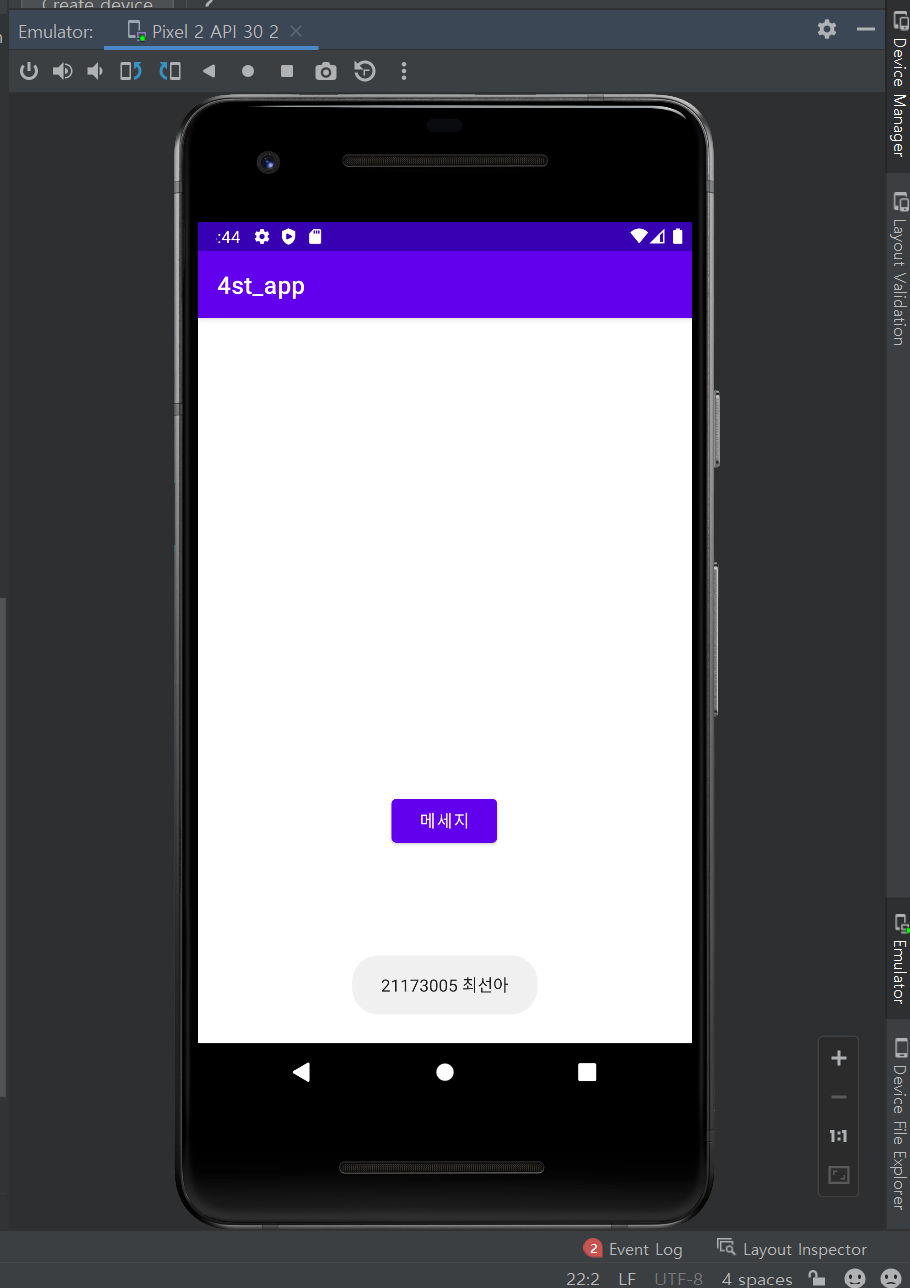 Create device
Emulator:
Pixel 2 API 30 2
:44
4st_app
메세지
21173005 최선아
1:1
Device Manager
Layout Validation
Emulator
Device File Explorer
2 Event Log
Layout Inspector
22:2 LF UTF-8 4 spaces